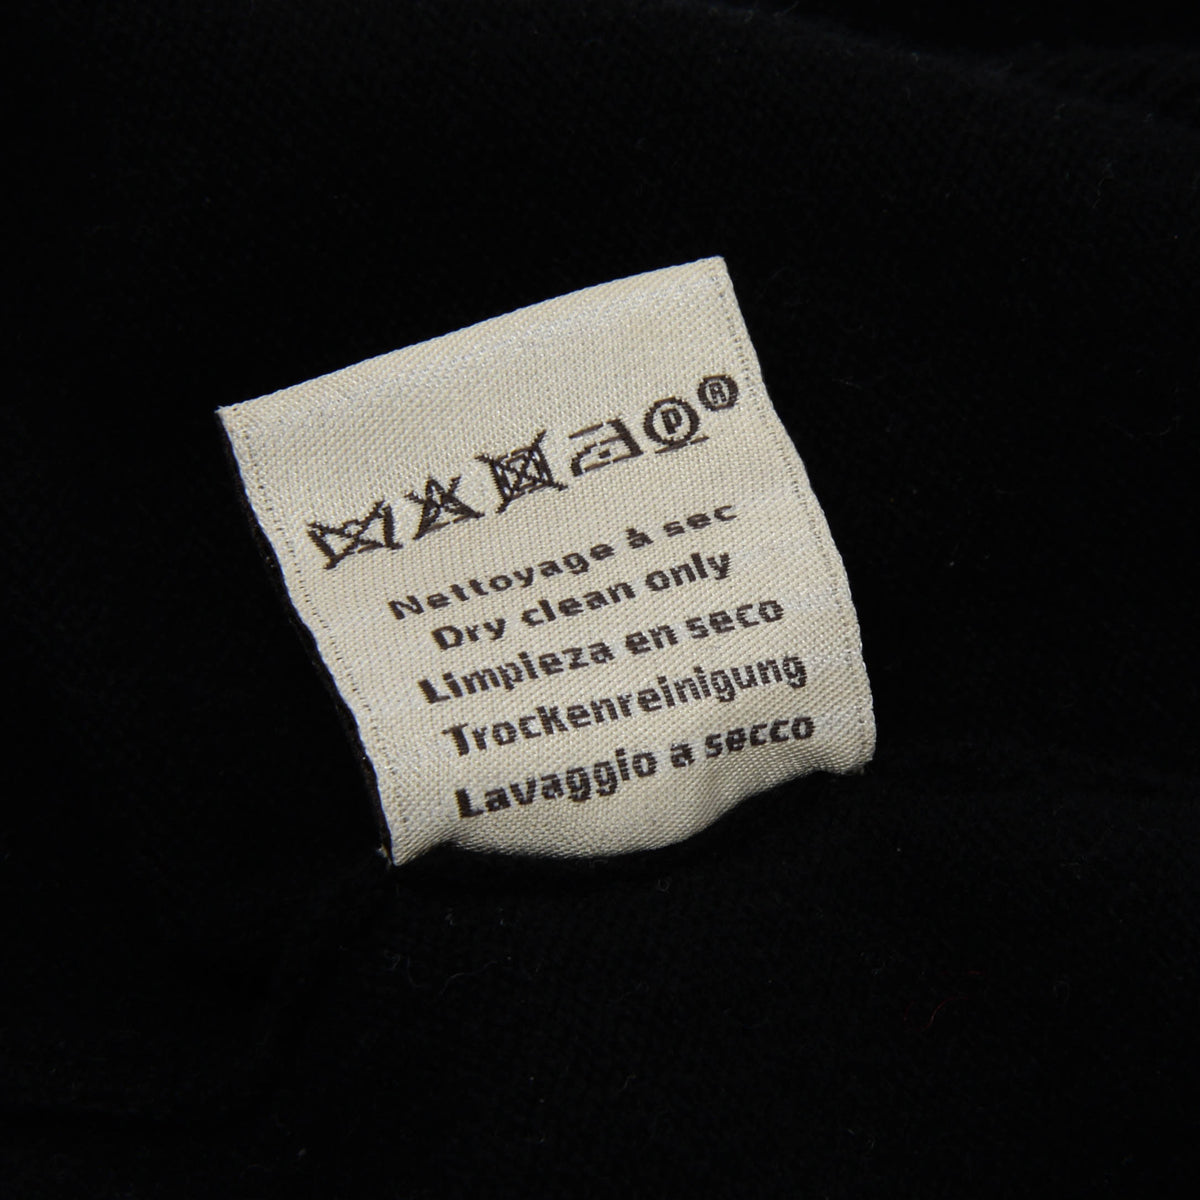 P ®
Nettoyage à sec
Dry clean only
Limpieza en seco
Trockenreinigung
Lavaggio a secco